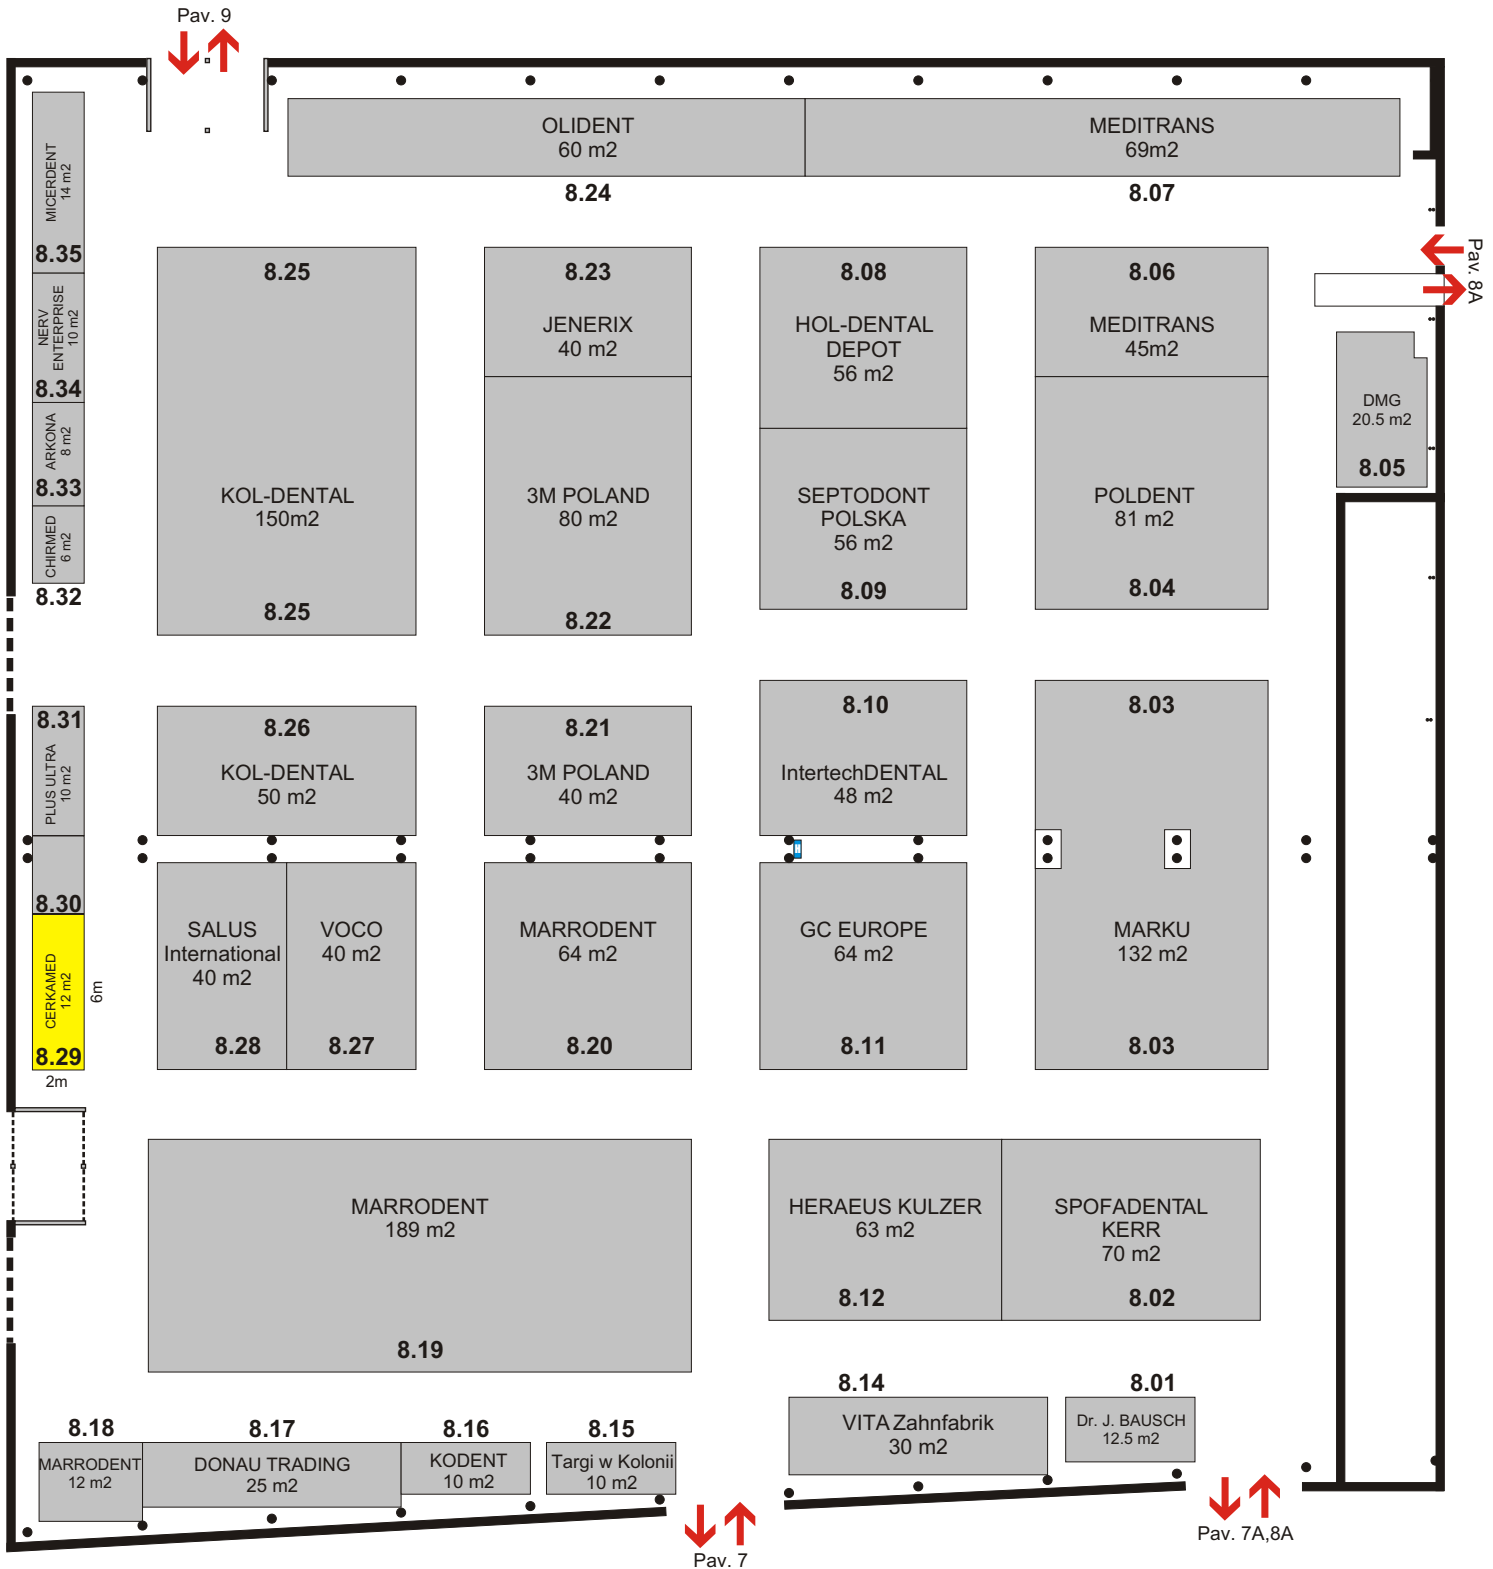 Pav. 9
OLIDENT
60 m2
8.24
MEDITRANS
69m2
8.07
MICERDENT
14 m2
8.35
NERV
ENTERPRISE
10 m2
8.34
ARKONA
8 m2
8.33
CHIRMED
6 m2
8.32
8.25
KOL-DENTAL
150m2
8.25
8.23
JENERIX
40 m2
3M POLAND
80 m2
8.22
8.08
HOL-DENTAL
DEPOT
56 m2
SEPTODONT
POLSKA
56 m2
8.09
8.06
MEDITRANS
45m2
POLDENT
81 m2
8.04
Pav. 8A
DMG
20.5 m2
8.05
8.31
PLUS ULTRA
10 m2
8.30
CERKAMED
12 m2
8.29
6m
2m
8.26
KOL-DENTAL
50 m2
8.21
3M POLAND
40 m2
8.10
IntertechDENTAL
48 m2
8.03
MARKU
132 m2
8.03
SALUS
International
40 m2
8.28
VOCO
40 m2
8.27
MARRODENT
64 m2
8.20
GC EUROPE
64 m2
8.11
MARRODENT
189 m2
8.19
HERAEUS KULZER
63 m2
8.12
SPOFADENTAL
KERR
70 m2
8.02
8.18
MARRODENT
12 m2
8.17
DONAU TRADING
25 m2
8.16
KODENT
10 m2
8.15
Targi w Kolonii
10 m2
8.14
VITA Zahnfabrik
30 m2
8.01
Dr. J. BAUSCH
12.5 m2
Pav. 7
Pav. 7A,8A